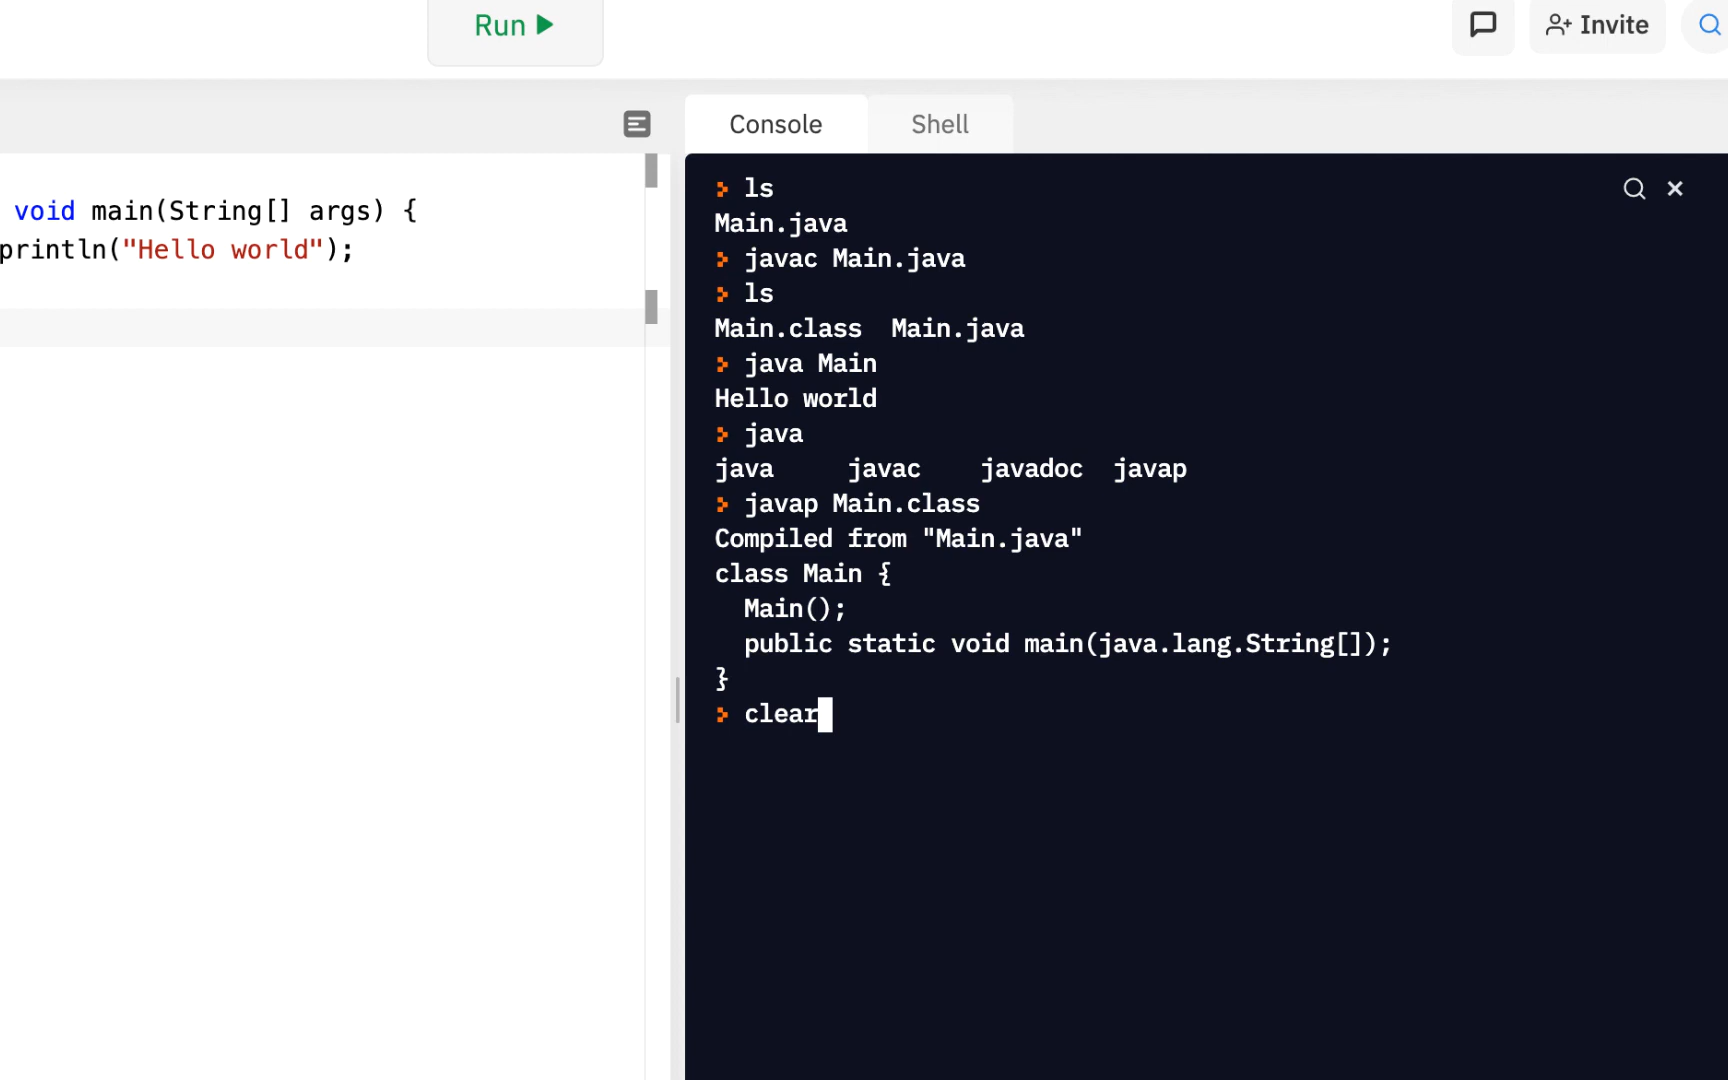 Run
Invite
Console Shell
void main(String[] args) {
println("Hello world");
ls
Main.java
javac Main.java
ls
Main.class  Main.java
java Main
Hello world
java
java     javac    javadoc  javap
javap Main.class
Compiled from "Main.java"
class Main {
  Main();
  public static void main(java.lang.String[]);
}
clear